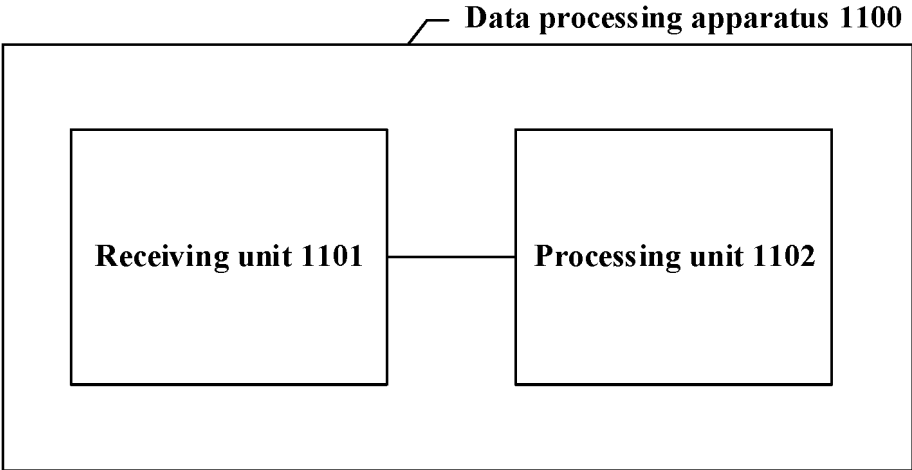 Data processing apparatus 1100
Receiving unit 1101
Processing unit 1102